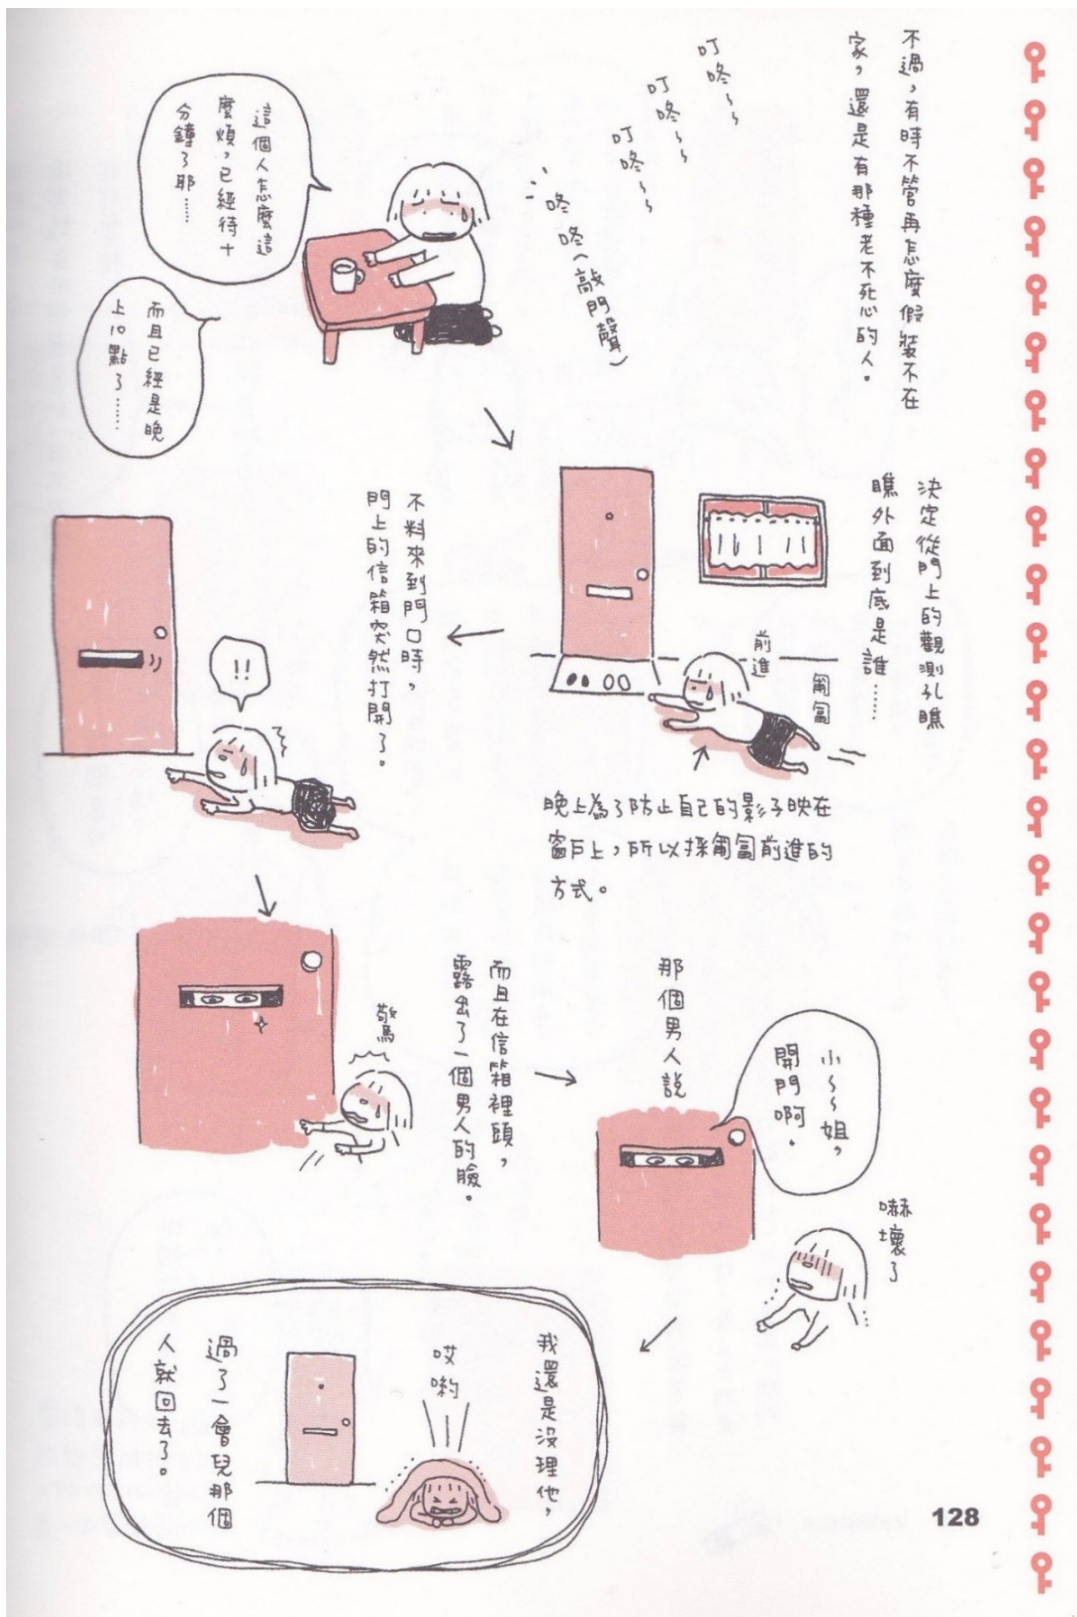 不過，有時不管再怎麼假裝不在
家，還是有那種老不死心的人。
叮咚~~
叮咚~~
叮咚~~
咚咚（敲門聲）
這個人怎麼這
麼煩，已經待十
分鐘了耶……
而且已經是晚
上10點了……
決定從門上的觀測孔瞧
瞧外面到底是誰……
前進
匍匐
晚上為了防止自己的影子映在
窗戶上，所以採匍匐前進的
方式。
不料來到門口時，
門上的信箱突然打開了。
!!
而且在信箱裡頭，
露出了一個男人的臉。
驚
那個男人說
小~~姐，
開門啊。
嚇壞了
我還是沒理他，
哎喲
過了一會兒那個
人就回去了。
128